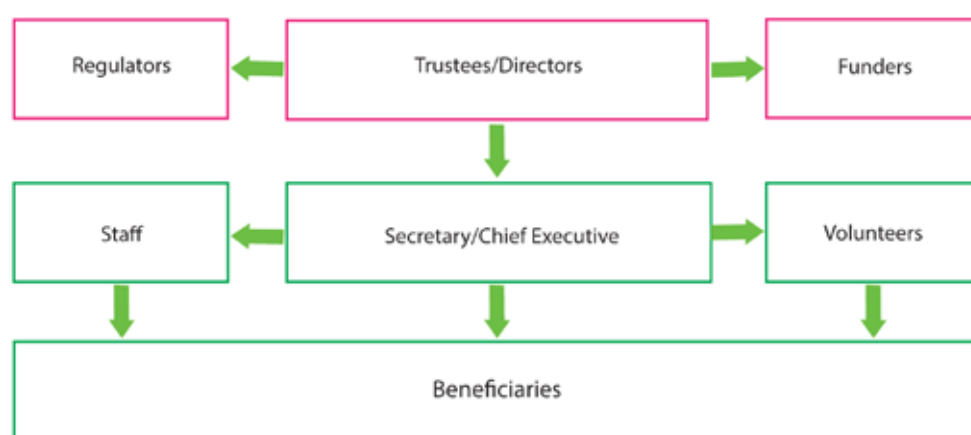 Regulators
Trustees/Directors
Funders
Staff
Secretary/Chief Executive
Volunteers
Beneficiaries